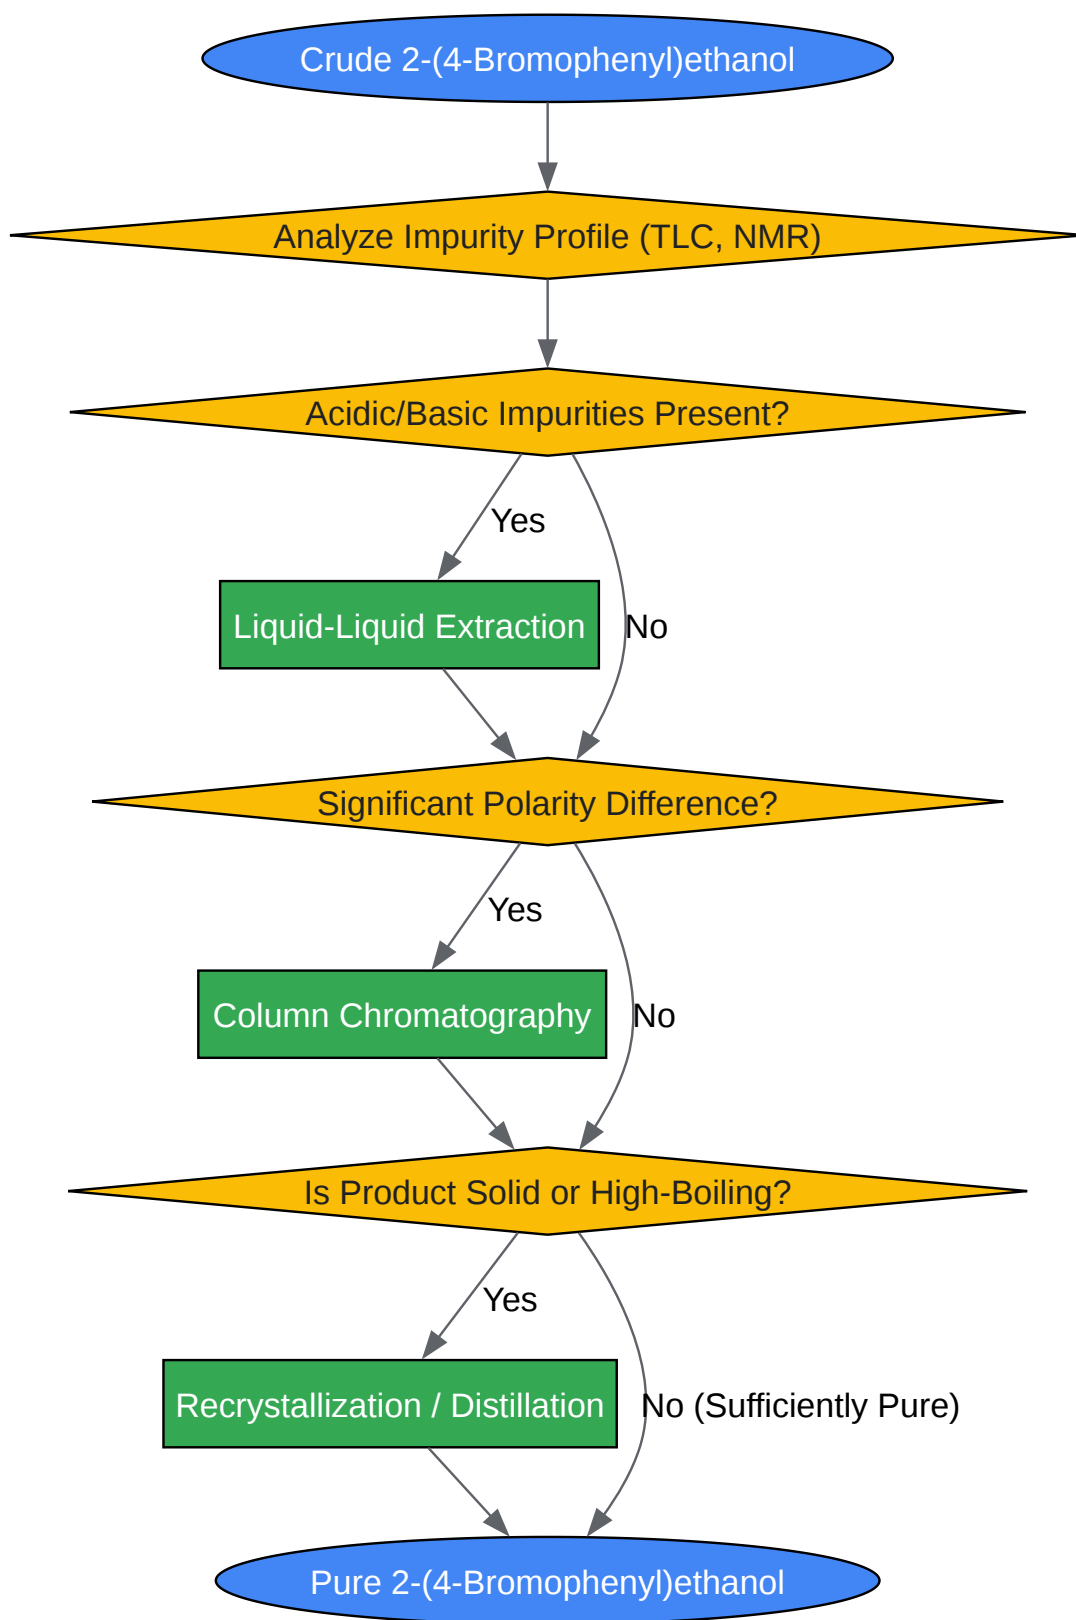 Crude 2-(4-Bromophenyl)ethanol
Analyze Impurity Profile (TLC, NMR)
Acidic/Basic Impurities Present?
Yes
Liquid-Liquid Extraction
No
Significant Polarity Difference?
Yes
Column Chromatography
No
Is Product Solid or High-Boiling?
Yes
Recrystallization / Distillation
No (Sufficiently Pure)
Pure 2-(4-Bromophenyl)ethanol